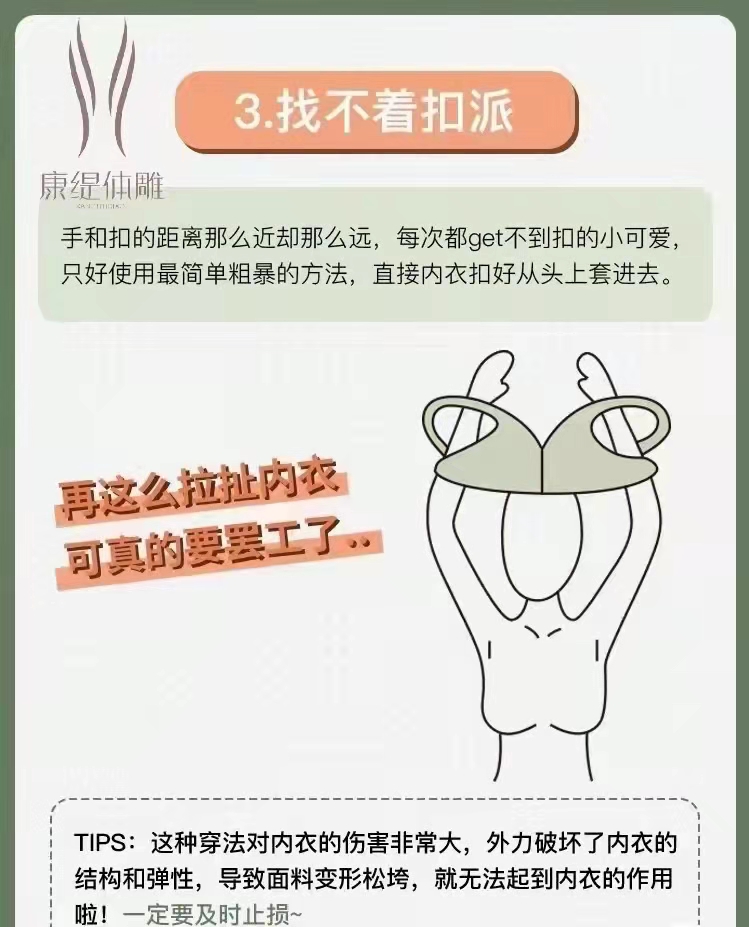 康缇体雕
3.找不着扣派
手和扣的距离那么近却那么远，每次都get不到扣的小可爱，
只好使用最简单粗暴的方法，直接内衣扣好从头上套进去。
再这么拉扯内衣
可真的要罢工了..
TIPS：这种穿法对内衣的伤害非常大，外力破坏了内衣的
结构和弹性，导致面料变形松垮，就无法起到内衣的作用
啦！一定要及时止损~